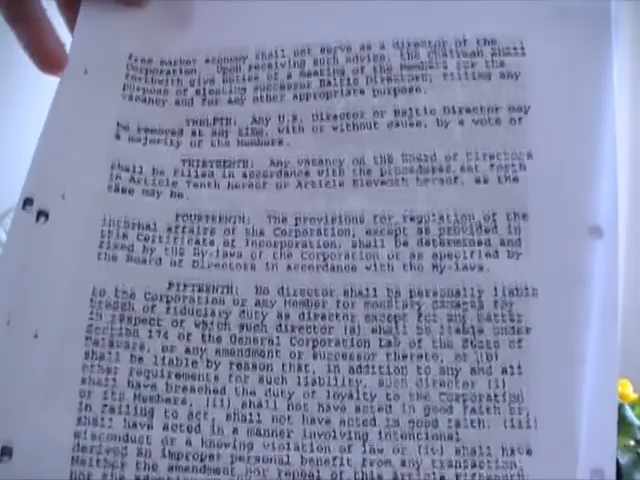 free market economy shall not serve as a director of the
Corporation. Upon receiving such advice, the Chairman shall
forthwith give notice of a meeting of the Members for the
purpose of electing successor Baltic Directors, filling any
vacancy and for any other appropriate purpose.
TWELFTH: Any U.S. Director or Baltic Director may
be removed at any time, with or without cause, by a vote of
a majority of the Members.
THIRTEENTH: Any vacancy on the Board of Directors
shall be filled in accordance with the procedures set forth
in Article Tenth hereof or Article Eleventh hereof, as the
case may be.
FOURTEENTH: The provisions for regulation of the
internal affairs of the Corporation, except as provided in
this Certificate of Incorporation, shall be determined and
fixed by the By-laws of the Corporation or as specified by
the Board of Directors in accordance with the By-laws.
FIFTEENTH: No director shall be personally liable
to the Corporation or any Member for monetary damages for
breach of fiduciary duty as director except for any matter
in respect of which such director (a) shall be liable under
Section 174 of the General Corporation Law of the State of
Delaware, or any amendment or successor thereto, or (b)
shall be liable by reason that, in addition to any and all
other requirements for such liability, such director (i)
shall have breached the duty of loyalty to the Corporation
or its Members, (ii) shall not have acted in good faith or,
in failing to act, shall not have acted in good faith, (iii)
shall have acted in a manner involving intentional
misconduct or a knowing violation of law or (iv) shall have
derived an improper personal benefit from any transaction.
Neither the amendment nor repeal of this Article Fifteenth
nor the adoption